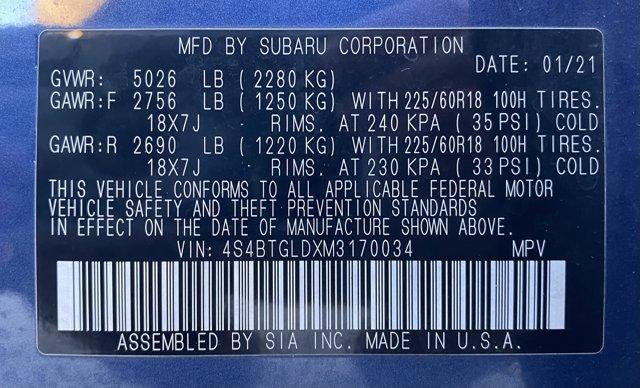 MFD BY SUBARU CORPORATION
DATE: 01/21
GVWR: 5026 LB (2280 KG)
GAWR:F 2756 LB (1250 KG) WITH 225/60R18 100H TIRES.
18X7J · RIMS. AT 240 KPA (35 PSI) COLD
GAWR:R 2690 LB (1220 KG) WITH 225/60R18 100H TIRES.
18X7J · RIMS. AT 230 KPA (33 PSI) COLD
THIS VEHICLE CONFORMS TO ALL APPLICABLE FEDERAL MOTOR
VEHICLE SAFETY AND THEFT PREVENTION STANDARDS
IN EFFECT ON THE DATE OF MANUFACTURE SHOWN ABOVE.
VIN: 4S4BTGLDXM3170034 MPV
ASSEMBLED BY SIA INC. MADE IN U.S.A.